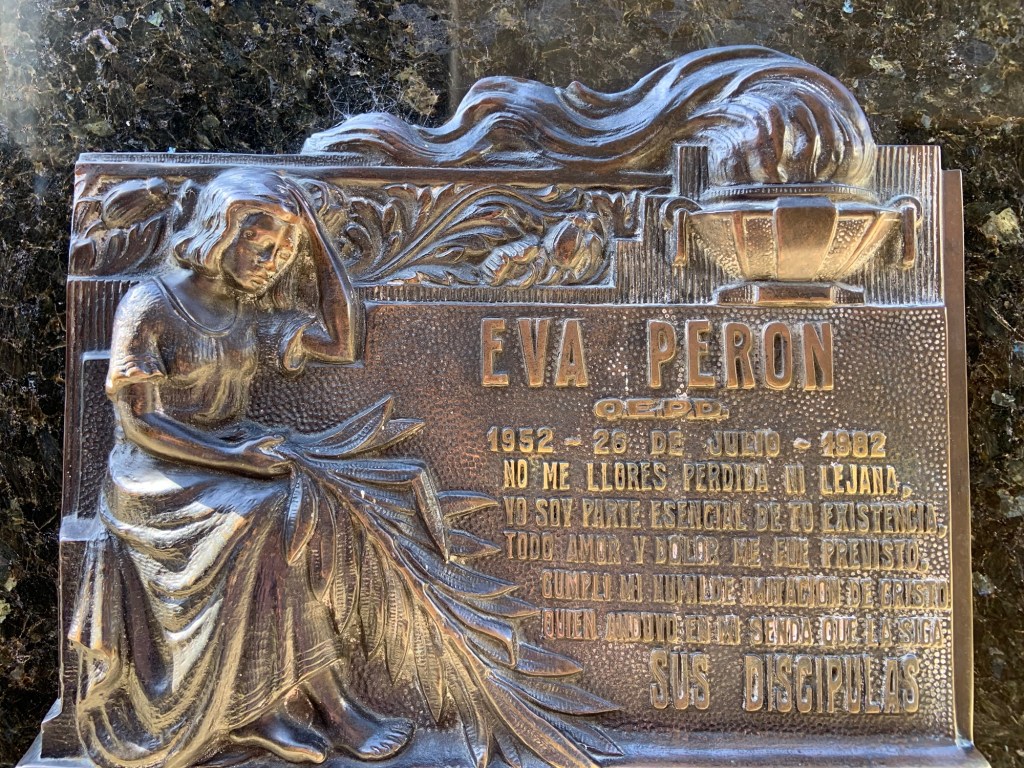 EVA PERON
Q.E.P.D.
1952 - 26 DE JULIO - 1982
NO ME LLORES PERDIDA NI LEJANA,
YO SOY PARTE ESENCIAL DE TU EXISTENCIA,
TODO AMOR Y DOLOR ME FUE PREVISTO,
CUMPLI MI HUMILDE IMITACION DE CRISTO
QUIEN ANDUVO EN MI SENDA QUE LA SIGA
SUS DISCIPULAS